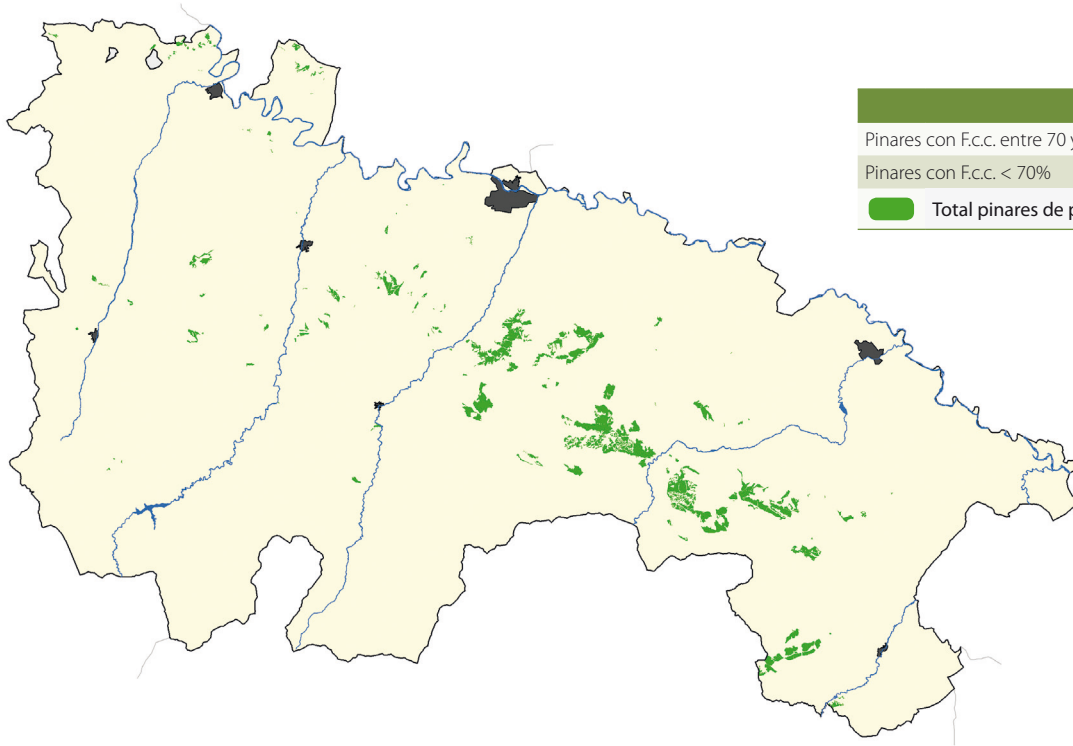 Pinares con F.c.c. entre 70 y
Pinares con F.c.c. < 70%
Total pinares de p